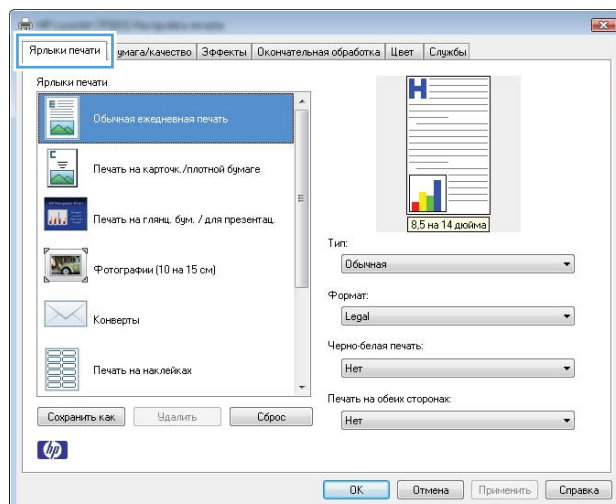 Ярлыки печати
умага/качество
Эффекты
Окончательная обработка
Цвет
Службы
Ярлыки печати
Обычная ежедневная печать
Печать на карточк./плотной бумаге
Печать на глянц. бум. / для презентац.
Фотографии (10 на 15 см)
Конверты
Печать на наклейках
Сохранить как
Удалить
Сброс
8,5 на 14 дюйма
Тип:
Обычная
Формат:
Legal
Черно-белая печать:
Нет
Печать на обеих сторонах:
Нет
hp
OK
Отмена
Применить
Справка